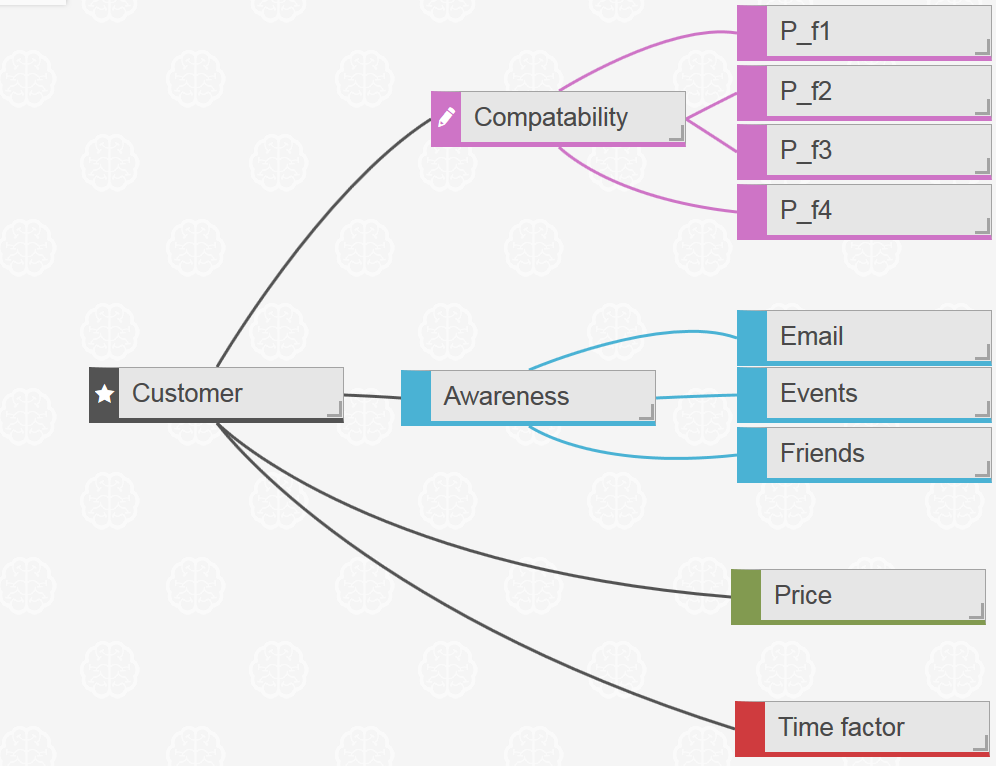 Customer
Compatability
P_f1
P_f2
P_f3
P_f4
Awareness
Email
Events
Friends
Price
Time factor